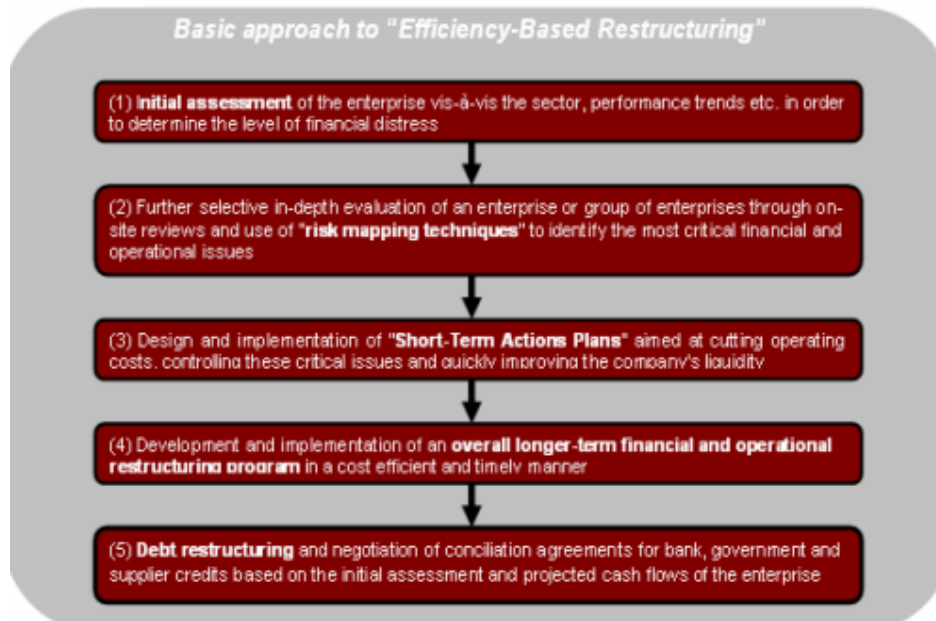 Basic approach to “Efficiency-Based Restructuring”
(1) Initial assessment of the enterprise vis-à-vis the sector, performance trends etc. in order
to determine the level of financial distress
(2) Further selective in-depth evaluation of an enterprise or group of enterprises through on-
site reviews and use of "risk mapping techniques" to identify the most critical financial and
operational issues
(3) Design and implementation of "Short-Term Actions Plans" aimed at cutting operating
costs, controlling these critical issues and quickly improving the company's liquidity
(4) Development and implementation of an overall longer-term financial and operational
restructuring program in a cost efficient and timely manner
(5) Debt restructuring and negotiation of conciliation agreements for bank, government and
supplier credits based on the initial assessment and projected cash flows of the enterprise